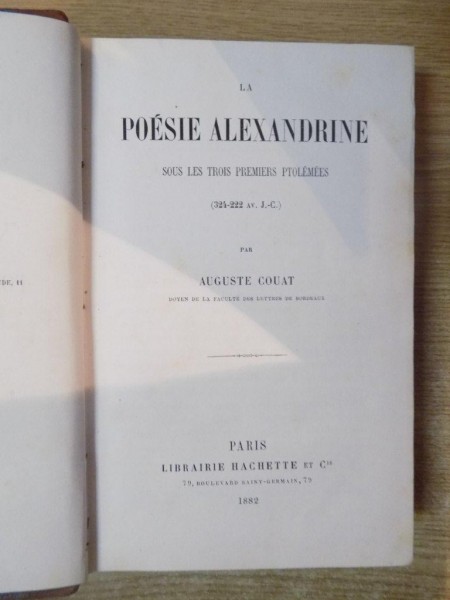 LA
POÉSIE ALEXANDRINE
SOUS LES TROIS PREMIERS PTOLÉMÉES
(324-222 AV. J.-C.)
PAR
AUGUSTE COUAT
DOYEN DE LA FACULTÉ DES LETTRES DE BORDEAUX
PARIS
LIBRAIRIE HACHETTE ET Cie
79, BOULEVARD SAINT-GERMAIN, 79
1882